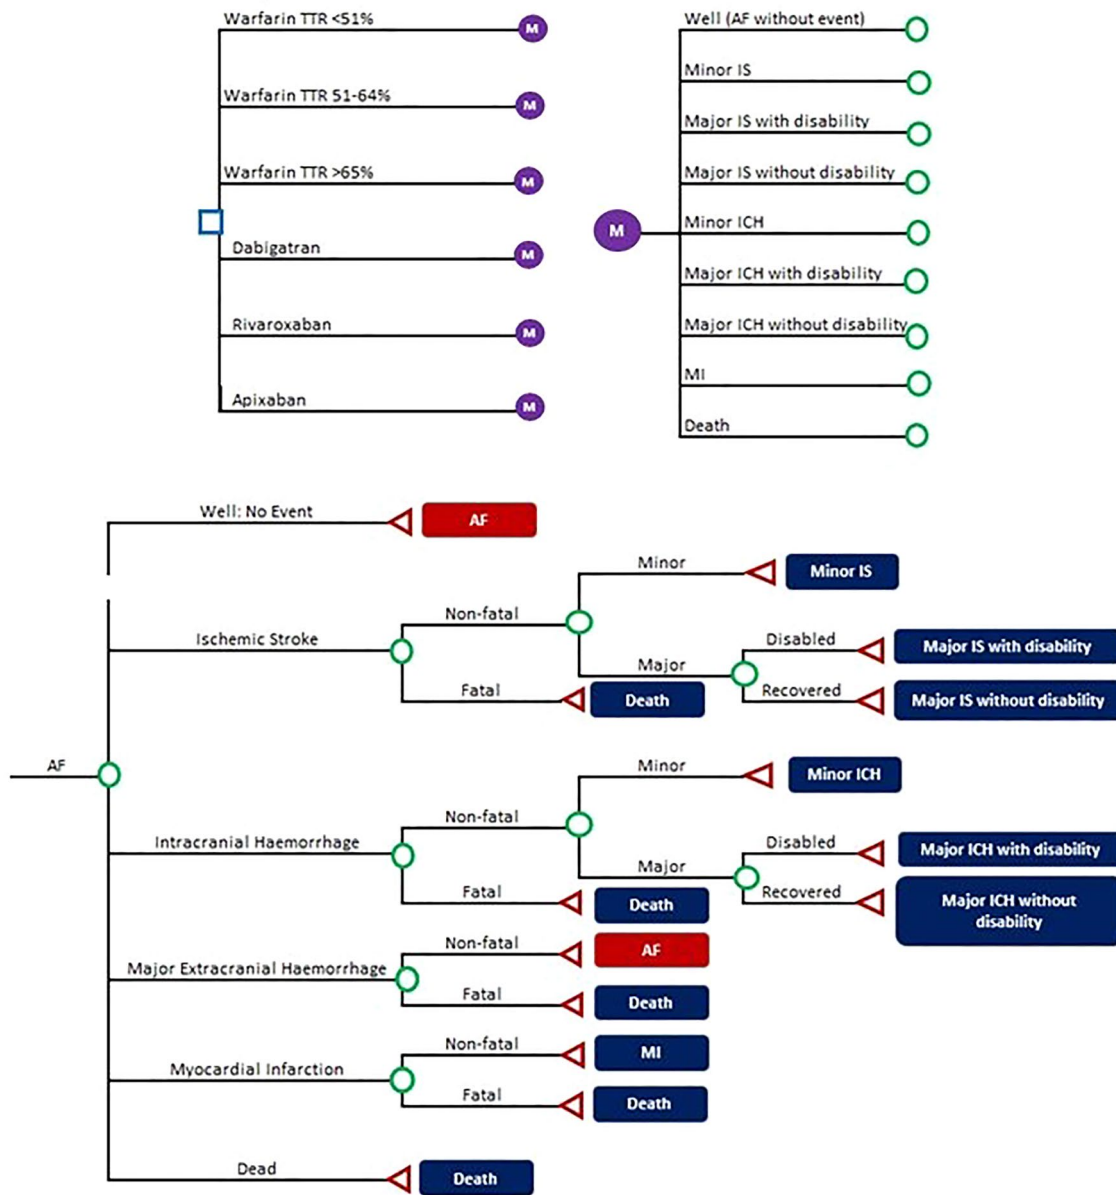 Warfarin TTR <51%
M
Warfarin TTR 51-64%
M
Warfarin TTR >65%
M
Dabigatran
M
Rivaroxaban
M
Apixaban
M
M
Well (AF without event)
Minor IS
Major IS with disability
Major IS without disability
Minor ICH
Major ICH with disability
Major ICH without disability
MI
Death
AF
Well: No Event
AF
Ischemic Stroke
Non-fatal
Minor
Minor IS
Major
Disabled
Major IS with disability
Recovered
Major IS without disability
Fatal
Death
Intracranial Haemorrhage
Non-fatal
Minor
Minor ICH
Major
Disabled
Major ICH with disability
Recovered
Major ICH without
disability
Fatal
Death
Major Extracranial Haemorrhage
Non-fatal
AF
Fatal
Death
Myocardial Infarction
Non-fatal
MI
Fatal
Death
Dead
Death